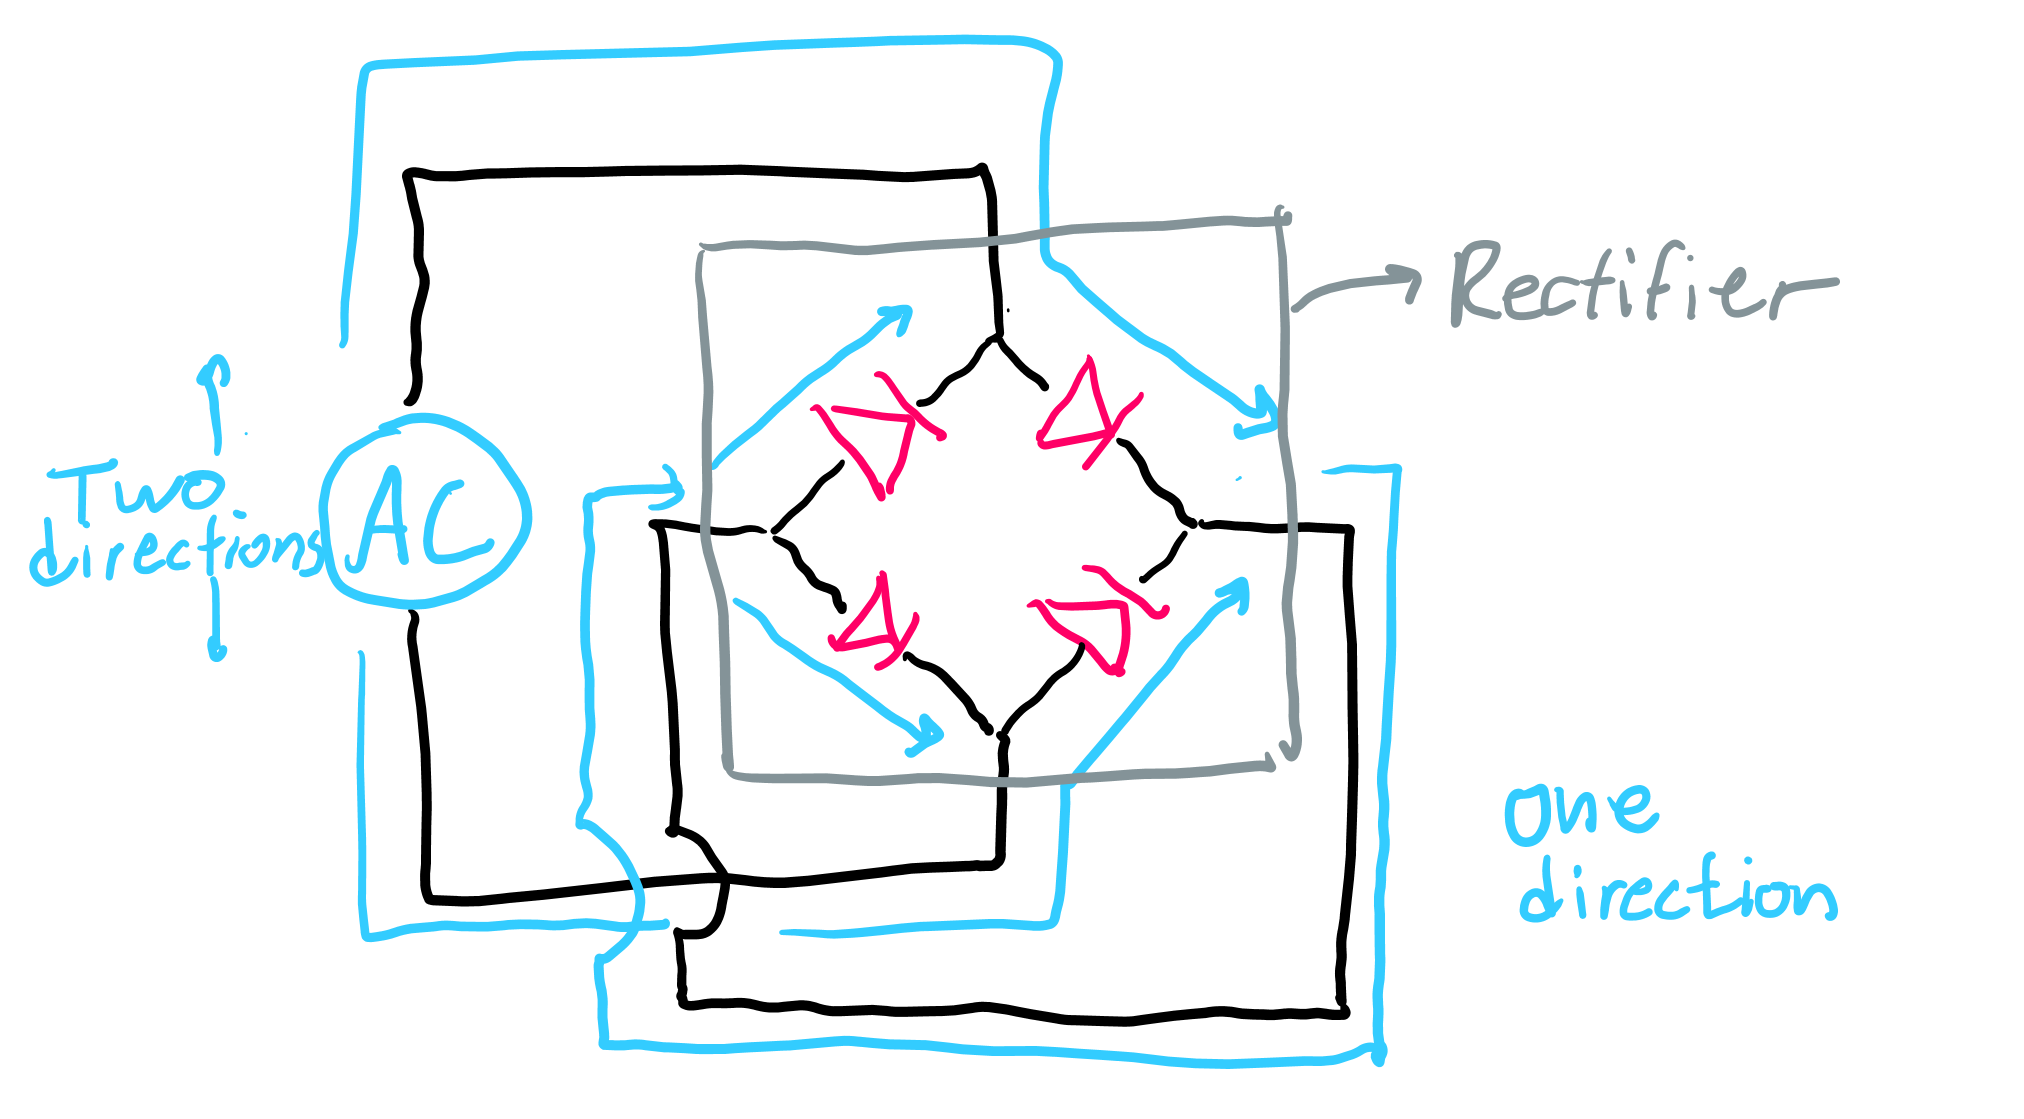 Rectifier
Two
directions
AC
One
direction